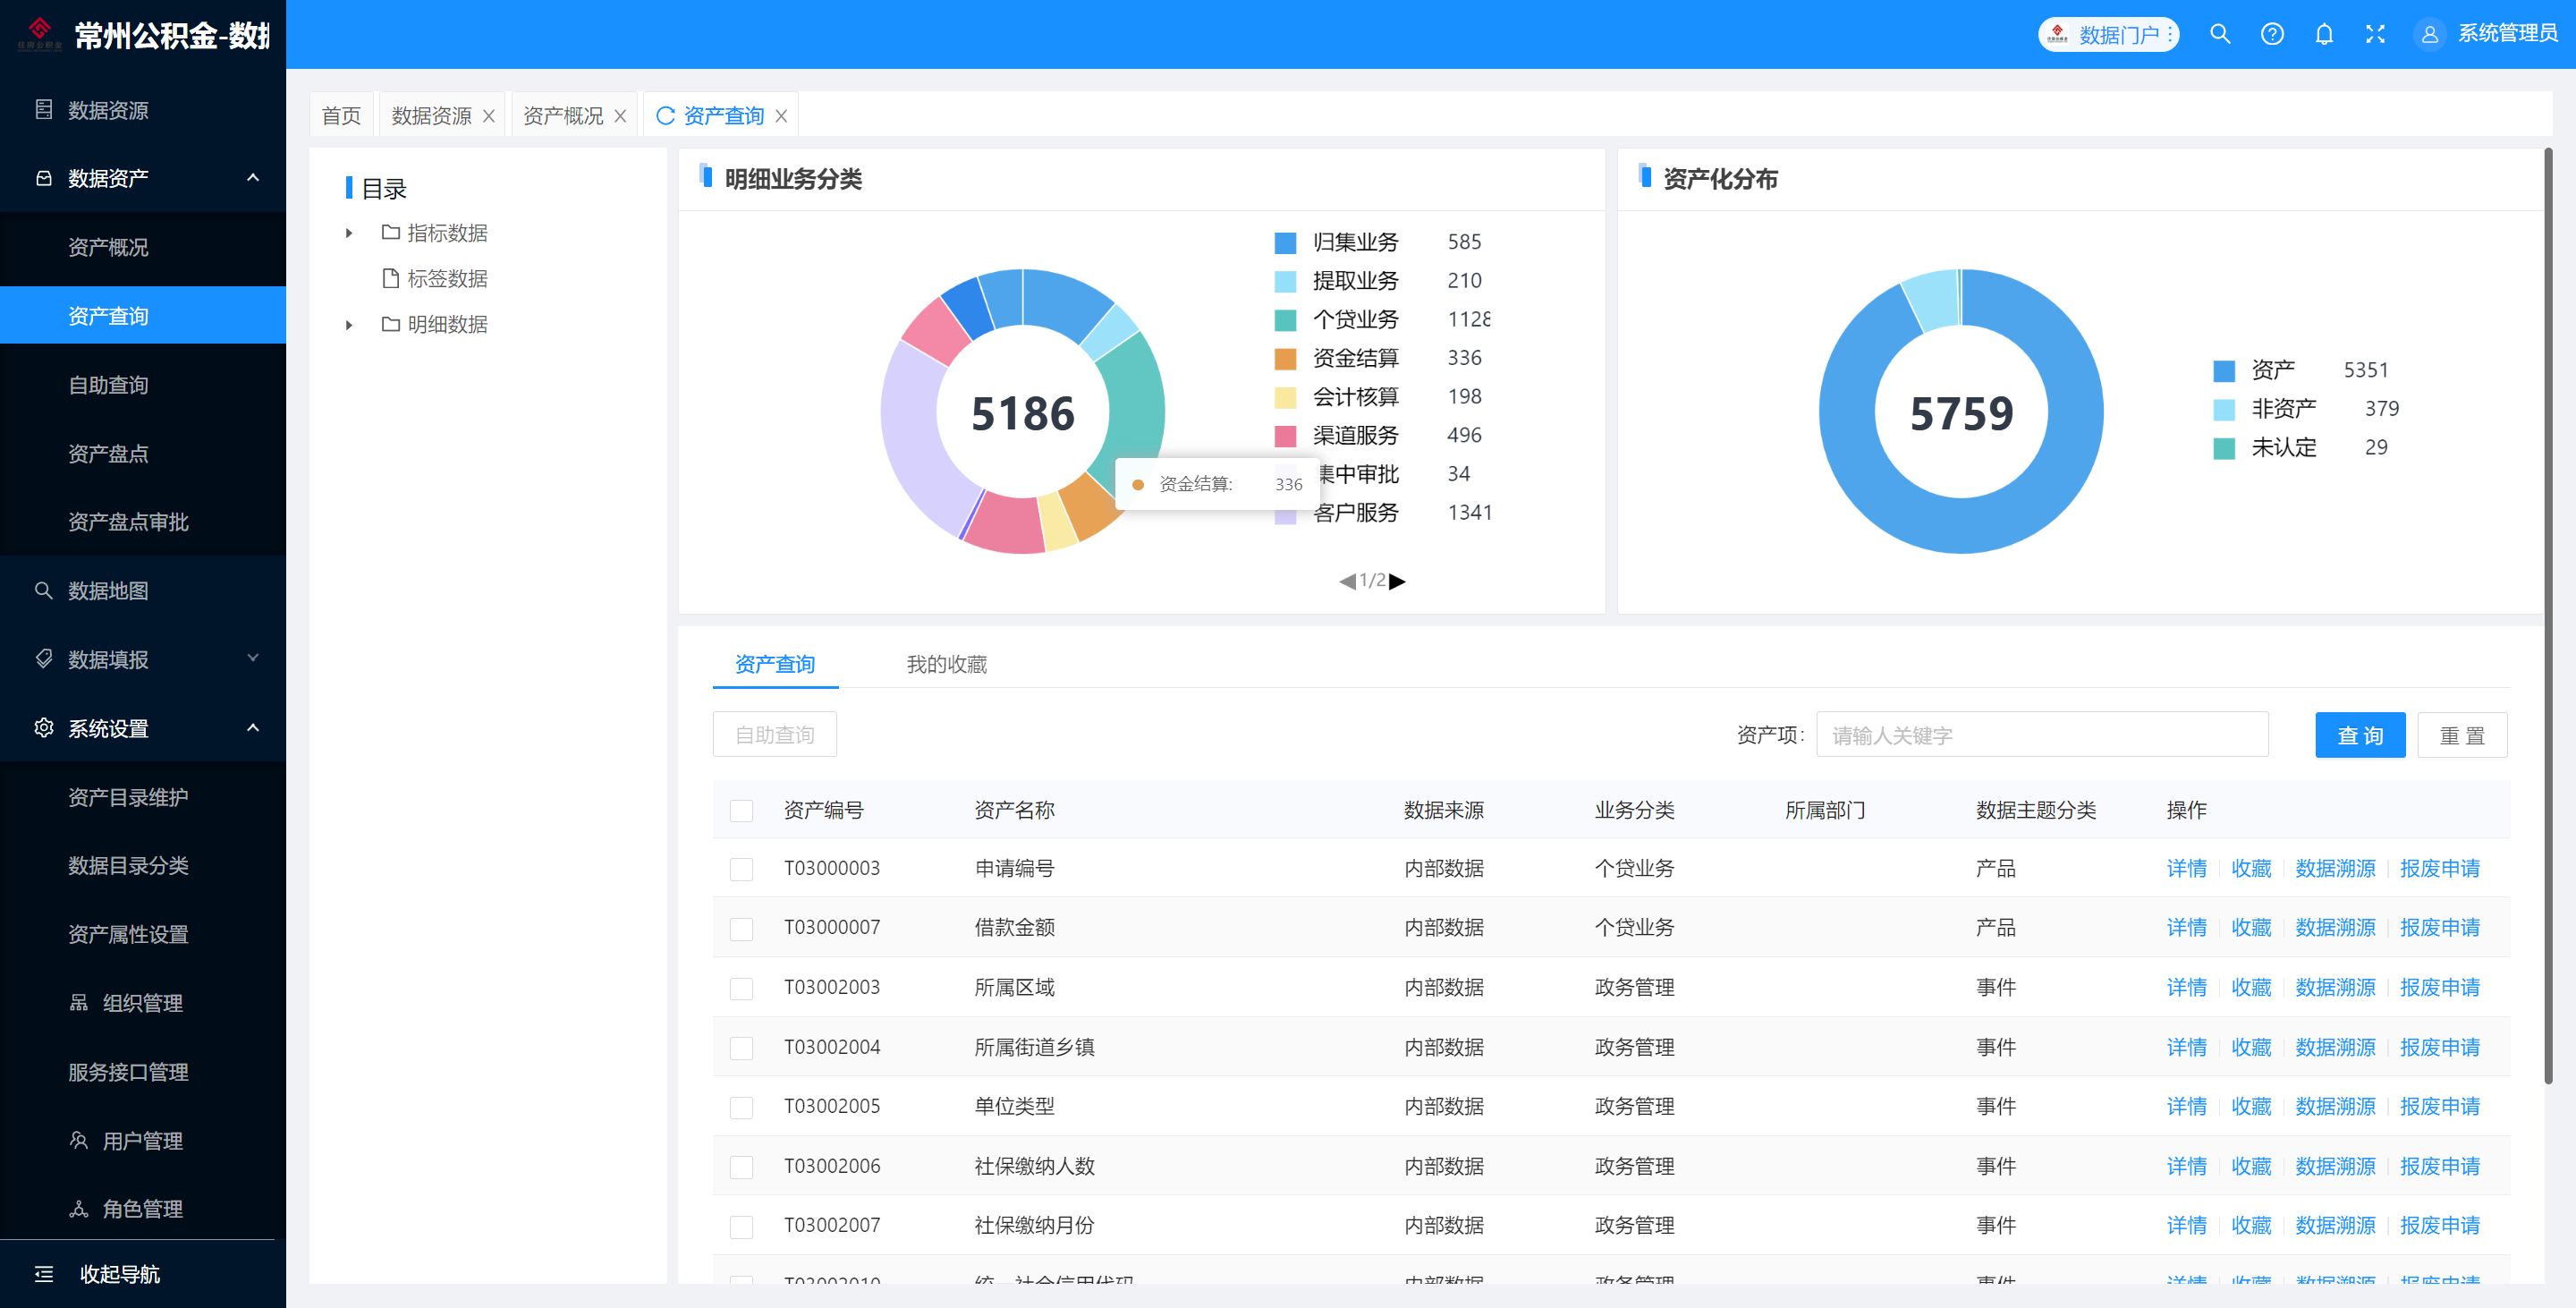 常州公积金-数据
数据门户
系统管理员
数据资源
数据资产
资产概况
资产查询
自助查询
资产盘点
资产盘点审批
数据地图
数据填报
系统设置
资产目录维护
数据目录分类
资产属性设置
组织管理
服务接口管理
用户管理
角色管理
收起导航
首页 数据资源 资产概况 资产查询
目录
指标数据
标签数据
明细数据
明细业务分类
5186
归集业务 585
提取业务 210
个贷业务 1128
资金结算 336
会计核算 198
渠道服务 496
集中审批 34
客户服务 1341
资金结算: 336
1/2
资产化分布
5759
资产 5351
非资产 379
未认定 29
资产查询 我的收藏
自助查询 资产项: 请输人关键字 查询 重置
资产编号 资产名称 数据来源 业务分类 所属部门 数据主题分类 操作
T03000003 申请编号 内部数据 个贷业务 产品 详情 收藏 数据溯源 报废申请
T03000007 借款金额 内部数据 个贷业务 产品 详情 收藏 数据溯源 报废申请
T03002003 所属区域 内部数据 政务管理 事件 详情 收藏 数据溯源 报废申请
T03002004 所属街道乡镇 内部数据 政务管理 事件 详情 收藏 数据溯源 报废申请
T03002005 单位类型 内部数据 政务管理 事件 详情 收藏 数据溯源 报废申请
T03002006 社保缴纳人数 内部数据 政务管理 事件 详情 收藏 数据溯源 报废申请
T03002007 社保缴纳月份 内部数据 政务管理 事件 详情 收藏 数据溯源 报废申请
T03002010 统一社会信用代码 内部数据 政务管理 事件 详情 收藏 数据溯源 报废申请